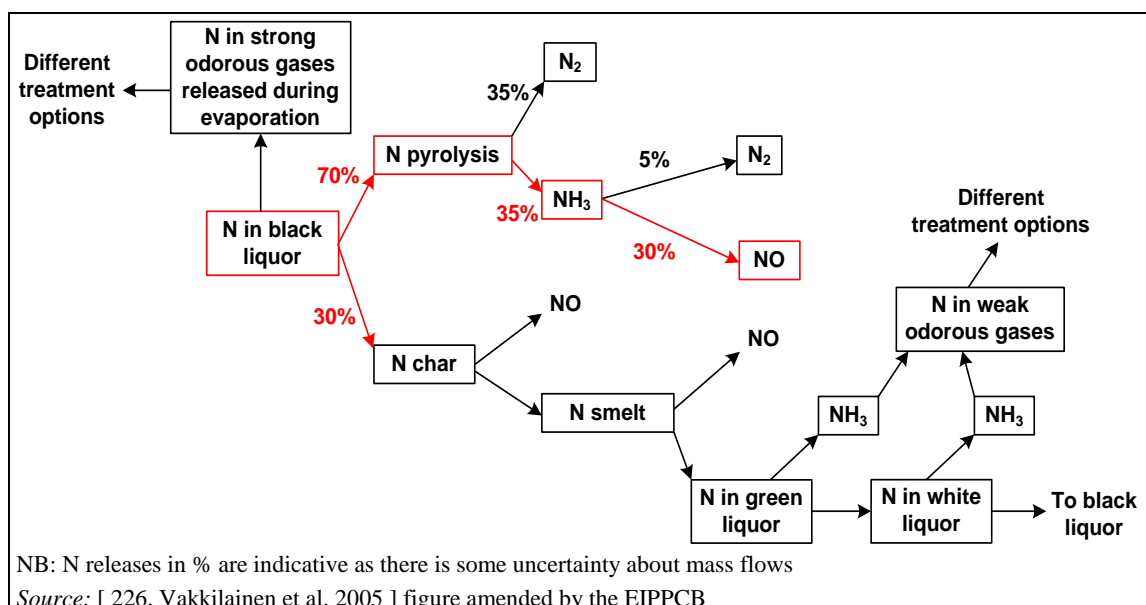 N in strong
odorous gases
released during
evaporation
Different
treatment
options
N₂
35%
N pyrolysis
70%
5%
N₂
NH₃
35%
N in black
liquor
30%
NO
Different
treatment options
30%
NO
N in weak
odorous gases
N char
NO
N smelt
NH₃
NH₃
N in green
liquor
N in white
liquor
To black
liquor
NB: N releases in % are indicative as there is some uncertainty about mass flows
Source: [ 226, Vakkilainen et al. 2005 ] figure amended by the EIPPCB